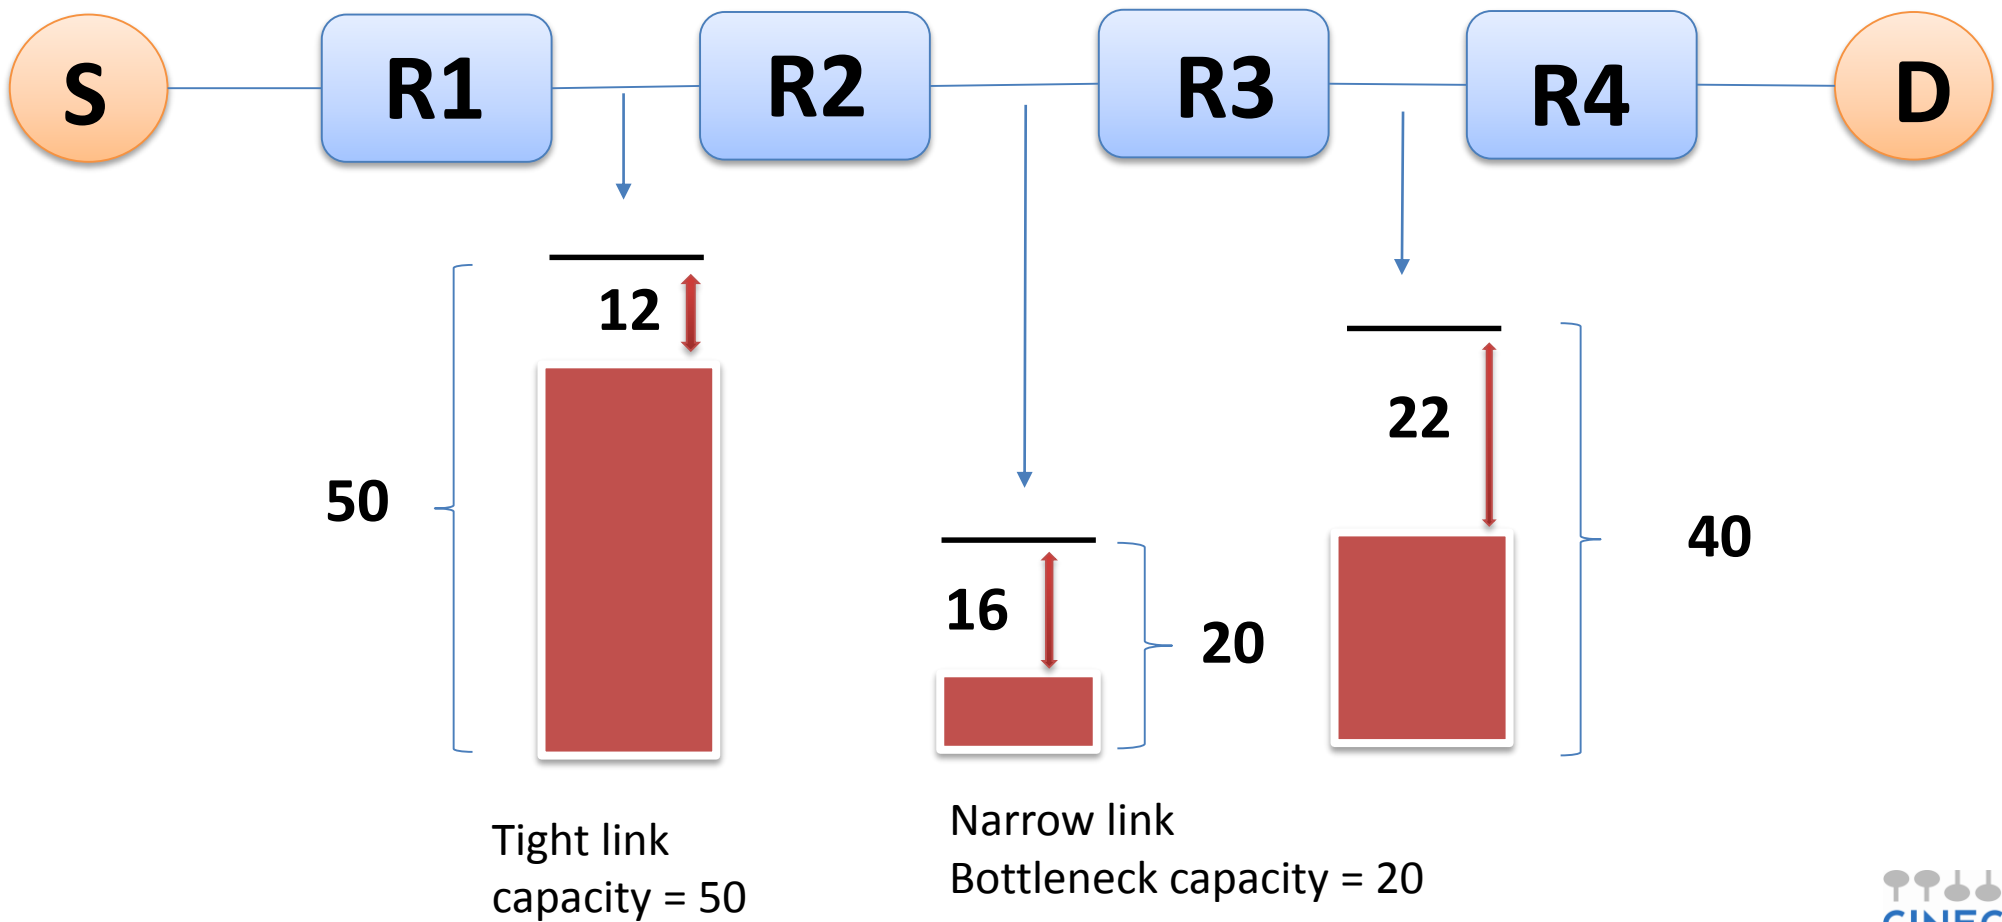 S R1 R2 R3 R4 D
12
22
50
40
16
20
Tight link
capacity = 50
Narrow link
Bottleneck capacity = 20